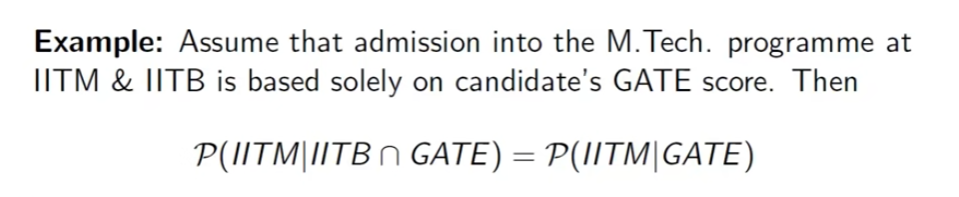 Example: Assume that admission into the M.Tech. programme at
IITM & IITB is based solely on candidate's GATE score. Then
𝒫(IITM|IITB ∩ GATE) = 𝒫(IITM|GATE)